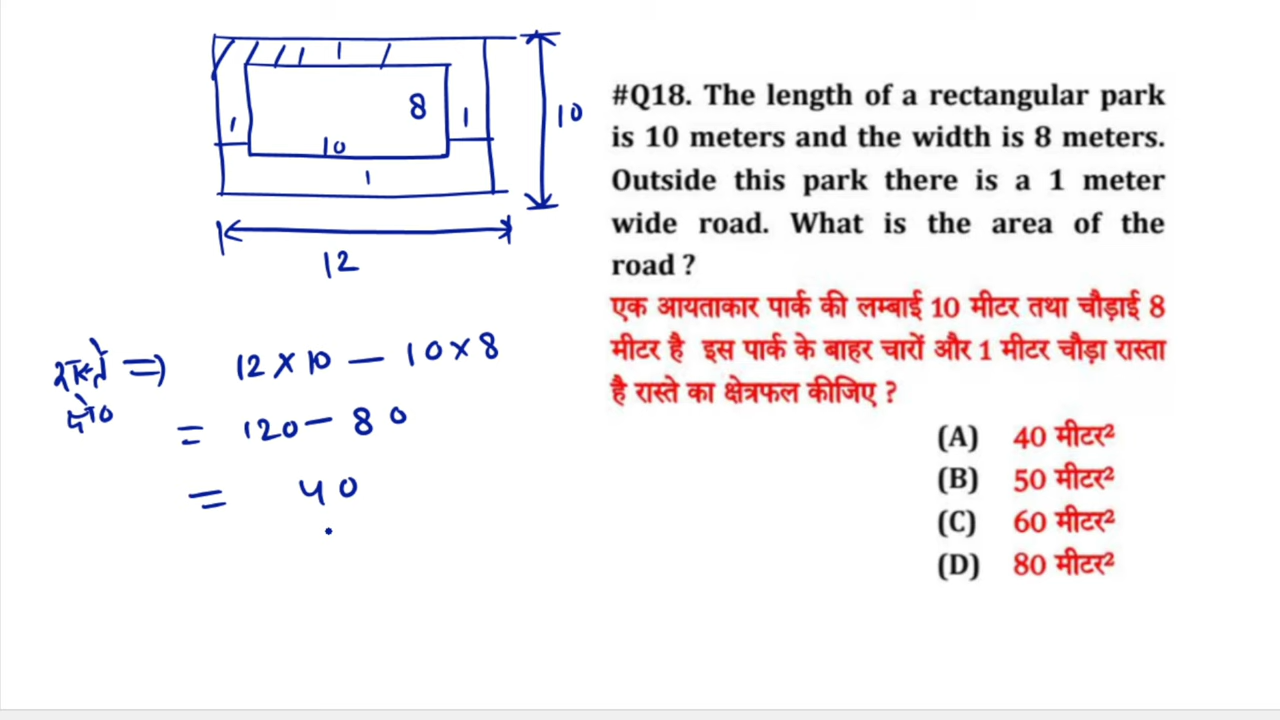 1
8
1
1
10
1
10
12
#Q18. The length of a rectangular park
is 10 meters and the width is 8 meters.
Outside this park there is a 1 meter
wide road. What is the area of the
road ?
एक आयताकार पार्क की लम्बाई 10 मीटर तथा चौड़ाई 8
मीटर है इस पार्क के बाहर चारों और 1 मीटर चौड़ा रास्ता
है रास्ते का क्षेत्रफल कीजिए ?
(A) 40 मीटर²
(B) 50 मीटर²
(C) 60 मीटर²
(D) 80 मीटर²
⇒ 12 × 10 – 10 × 8
= 120 – 80
= 40